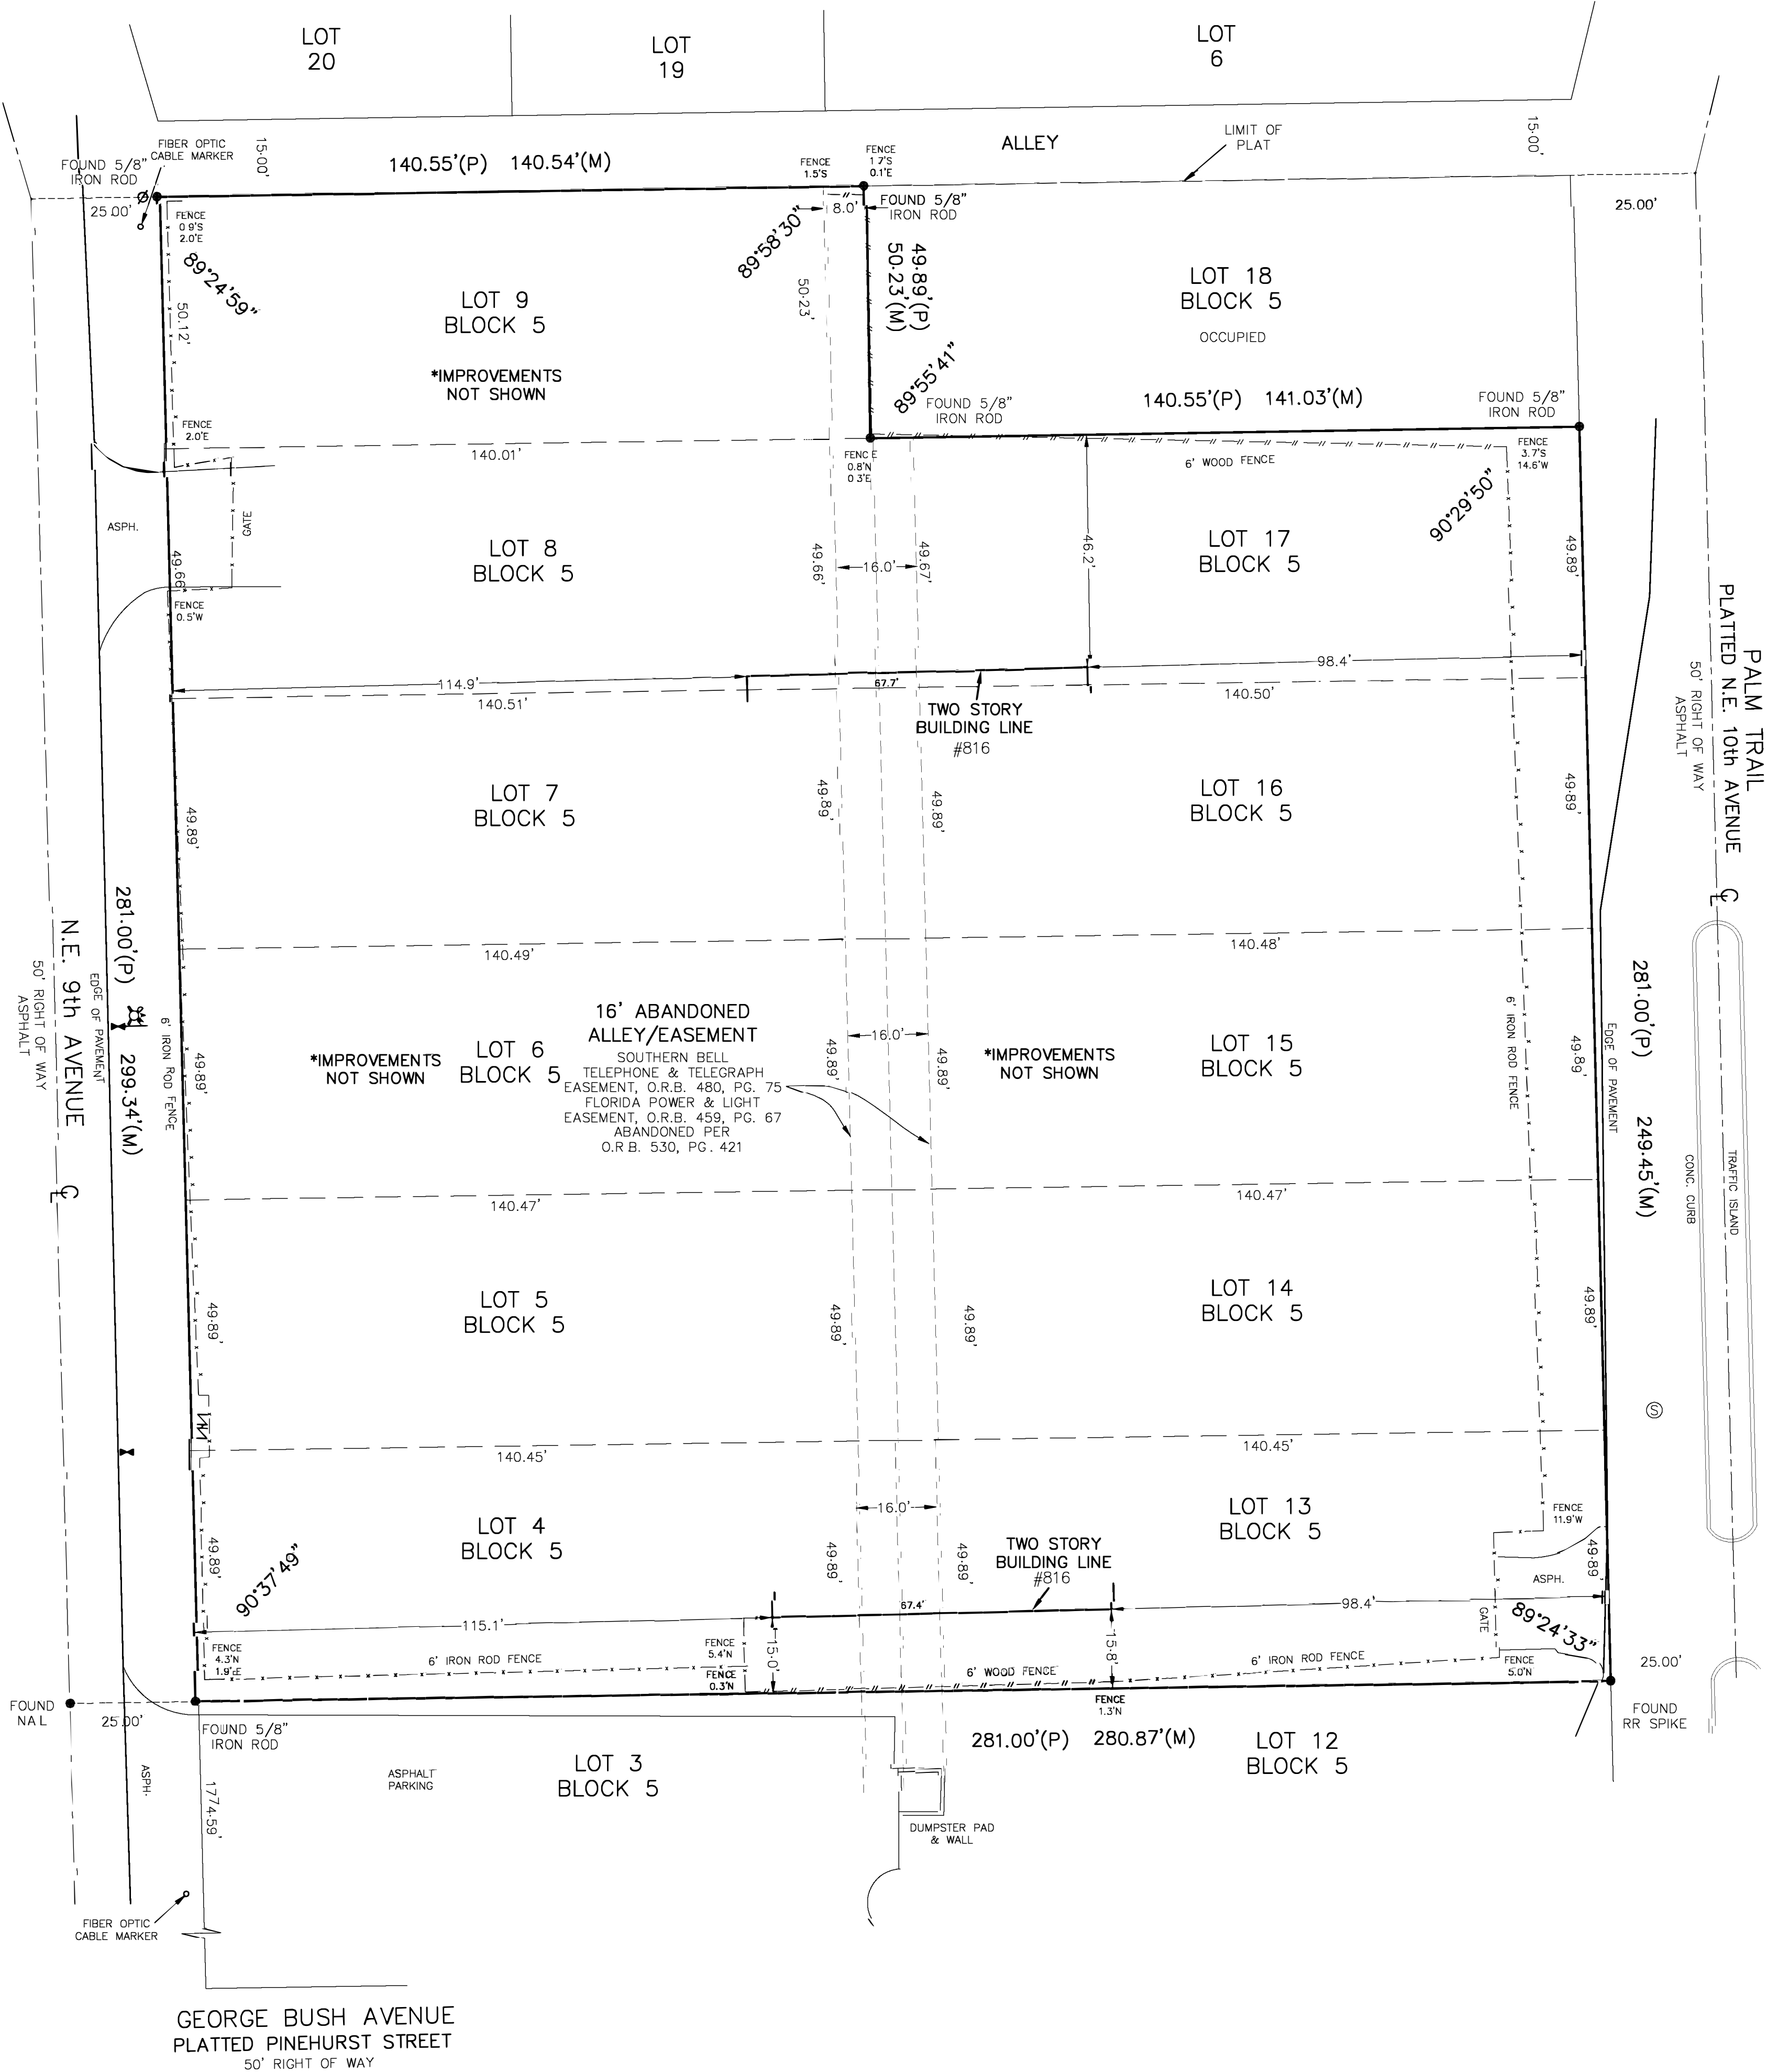 LOT
20
LOT
19
LOT
6
FIBER OPTIC
CABLE MARKER
FOUND 5/8"
IRON ROD
25.00'
15.00'
140.55'(P) 140.54'(M)
FENCE
1.5'S
FENCE
1.7'S
0.1'E
ALLEY
LIMIT OF
PLAT
15.00'
25.00'
FENCE
0.9'S
2.0'E
89°24'59"
50.12'
LOT 9
BLOCK 5
*IMPROVEMENTS
NOT SHOWN
89°58'30"
8.0'
FOUND 5/8"
IRON ROD
50.23'
49.89'(P)
50.23'(M)
89°55'41"
LOT 18
BLOCK 5
OCCUPIED
FOUND 5/8"
IRON ROD
140.55'(P) 141.03'(M)
FOUND 5/8"
IRON ROD
FENCE
2.0'E
140.01'
FENCE
0.8'N
0.3'E
6' WOOD FENCE
FENCE
3.7'S
14.6'W
90°29'50"
ASPH.
GATE
49.66'
FENCE
0.5'W
LOT 8
BLOCK 5
49.66'
16.0'
49.67'
46.2'
LOT 17
BLOCK 5
49.89'
114.9'
67.7'
98.4'
140.51'
140.50'
TWO STORY
BUILDING LINE
#816
PALM TRAIL
PLATTED N.E. 10th AVENUE
50' RIGHT OF WAY
ASPHALT
LOT 7
BLOCK 5
49.89'
49.89'
49.89'
LOT 16
BLOCK 5
49.89'
140.49'
140.48'
281.00'(P) 299.34'(M)
EDGE OF PAVEMENT
N.E. 9th AVENUE
50' RIGHT OF WAY
ASPHALT
6' IRON ROD FENCE
49.89'
*IMPROVEMENTS
NOT SHOWN
LOT 6
BLOCK 5
16' ABANDONED
ALLEY/EASEMENT
SOUTHERN BELL
TELEPHONE & TELEGRAPH
EASEMENT, O.R.B. 480, PG. 75
FLORIDA POWER & LIGHT
EASEMENT, O.R.B. 459, PG. 67
ABANDONED PER
O.R.B. 530, PG. 421
16.0'
49.89'
49.89'
*IMPROVEMENTS
NOT SHOWN
LOT 15
BLOCK 5
6' IRON ROD FENCE
49.89'
EDGE OF PAVEMENT
281.00'(P) 249.45'(M)
CONC. CURB
TRAFFIC ISLAND
140.47'
140.47'
49.89'
LOT 5
BLOCK 5
49.89'
49.89'
LOT 14
BLOCK 5
49.89'
S
140.45'
140.45'
49.89'
90°37'49"
LOT 4
BLOCK 5
16.0'
49.89'
49.89'
TWO STORY
BUILDING LINE
#816
LOT 13
BLOCK 5
FENCE
11.9'W
49.89'
ASPH.
GATE
89°24'33"
115.1'
67.4'
98.4'
FENCE
4.3'N
1.9'E
6' IRON ROD FENCE
FENCE
5.4'N
FENCE
0.3'N
15.0'
15.8'
6' WOOD FENCE
6' IRON ROD FENCE
FENCE
5.0'N
25.00'
FENCE
1.3'N
FOUND
NAIL
25.00'
FOUND 5/8"
IRON ROD
281.00'(P) 280.87'(M)
LOT 12
BLOCK 5
FOUND
RR SPIKE
ASPH.
1774.59'
ASPHALT
PARKING
LOT 3
BLOCK 5
DUMPSTER PAD
& WALL
FIBER OPTIC
CABLE MARKER
GEORGE BUSH AVENUE
PLATTED PINEHURST STREET
50' RIGHT OF WAY